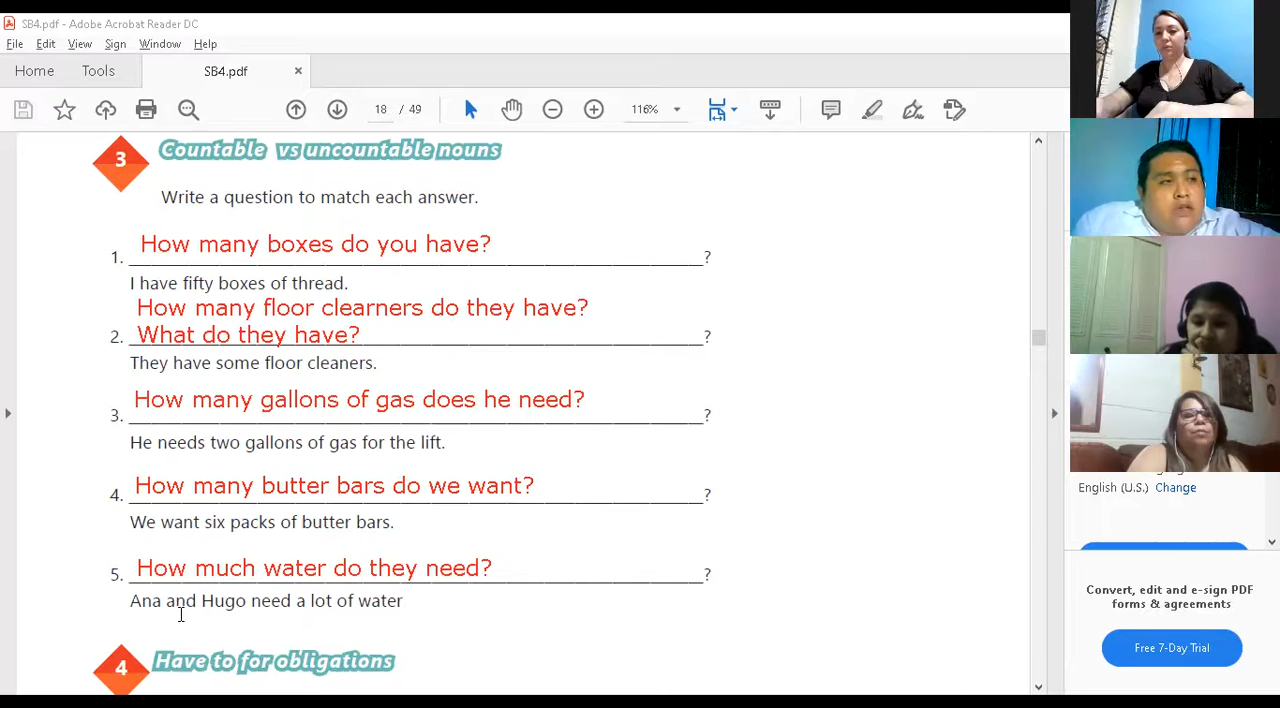 SB4.pdf - Adobe Acrobat Reader DC
File Edit View Sign Window Help
Home Tools SB4.pdf ×
18 / 49 116%
3 Countable vs uncountable nouns
Write a question to match each answer.
How many boxes do you have?
1. ?
I have fifty boxes of thread.
How many floor clearners do they have?
2. What do they have? ?
They have some floor cleaners.
How many gallons of gas does he need?
3. ?
He needs two gallons of gas for the lift.
How many butter bars do we want?
4. ?
We want six packs of butter bars.
How much water do they need?
5. ?
Ana and Hugo need a lot of water
4 Have to for obligations
English (U.S.) Change
Convert, edit and e-sign PDF
forms & agreements
Free 7-Day Trial